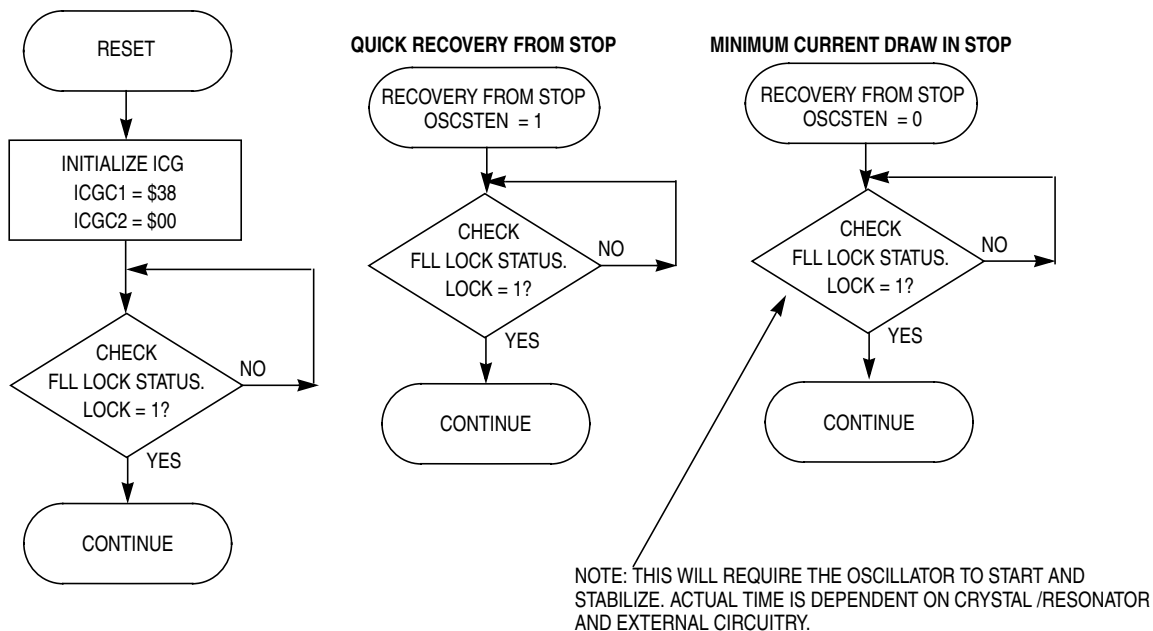 RESET
INITIALIZE ICG
ICGC1 = $38
ICGC2 = $00
CHECK
FLL LOCK STATUS.
LOCK = 1?
NO
YES
CONTINUE
QUICK RECOVERY FROM STOP
RECOVERY FROM STOP
OSCSTEN = 1
CHECK
FLL LOCK STATUS.
LOCK = 1?
NO
YES
CONTINUE
MINIMUM CURRENT DRAW IN STOP
RECOVERY FROM STOP
OSCSTEN = 0
CHECK
FLL LOCK STATUS.
LOCK = 1?
NO
YES
CONTINUE
NOTE: THIS WILL REQUIRE THE OSCILLATOR TO START AND
STABILIZE. ACTUAL TIME IS DEPENDENT ON CRYSTAL /RESONATOR
AND EXTERNAL CIRCUITRY.